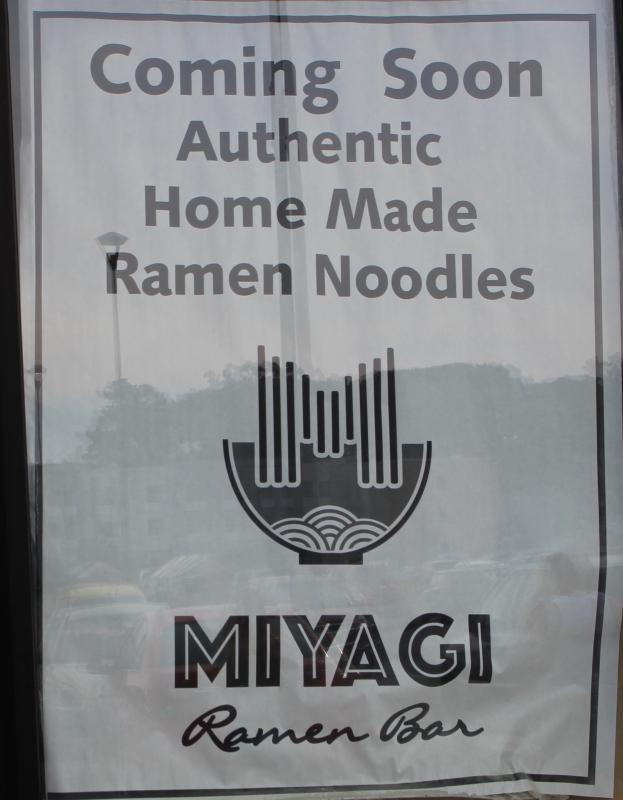 Coming Soon
Authentic
Home Made
Ramen Noodles
MIYAGI
Ramen Bar